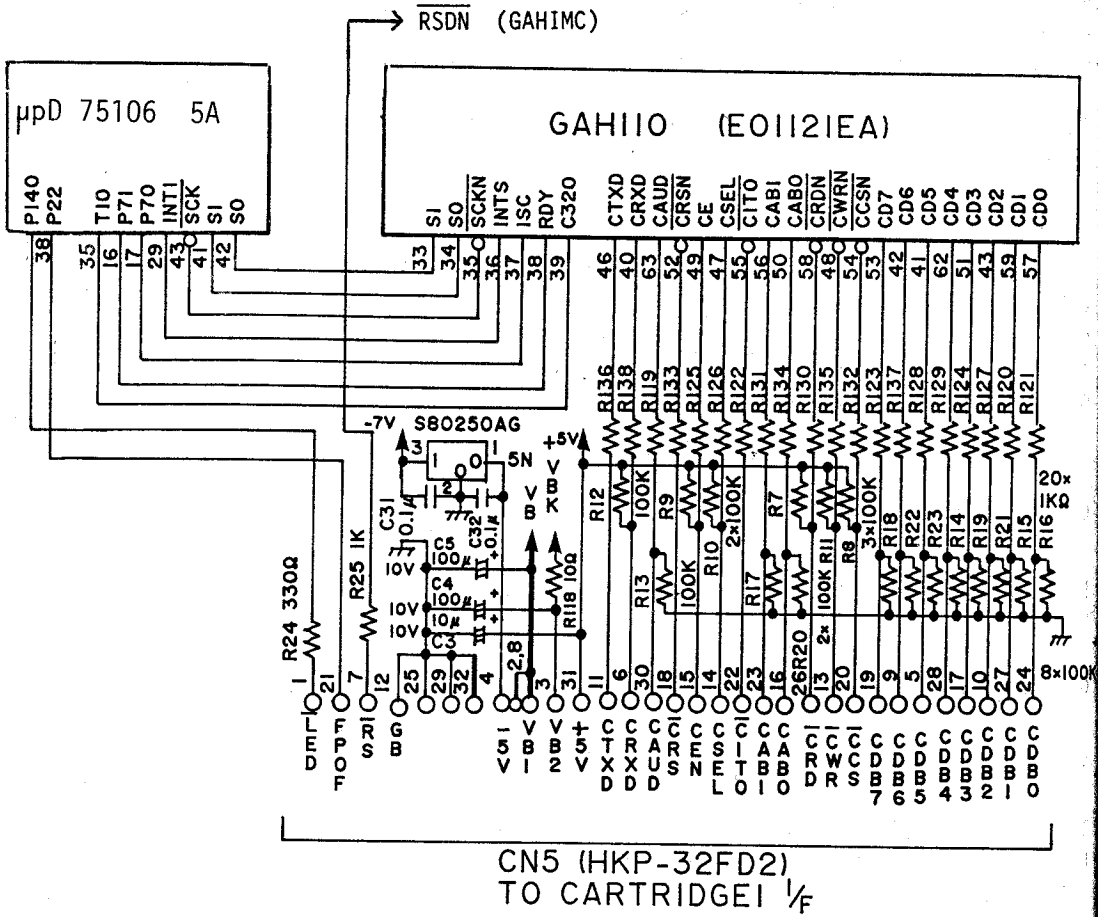 RSDN (GAHIMC)
μpD 75106 5A
GAH110 (E01121EA)
P140
P22
TIO
P71
P70
INT1
SCK
SI
SO
SI
SO
SCKN
INTS
ISC
RDY
C320
CTXD
CRXD
CAUD
CRSN
CE
CSEL
CITO
CAB1
CAB0
CRDN
CWRN
CCSN
CD7
CD6
CD5
CD4
CD3
CD2
CD1
CD0
38
35
16
17
29
43
41
42
33
34
35
36
37
38
39
46
40
63
52
49
47
55
56
50
58
48
54
53
42
41
62
51
43
59
57
R136
R138
R119
R133
R125
R126
R122
R131
R134
R130
R135
R132
R123
R137
R128
R129
R124
R127
R120
R121
20x
1KΩ
-7V
S80250AG
3
1
I
O
O
2
5N
VB
VBK
+5V
C31
0.1μ
C32
0.1μ
R12
100K
R9
R10
2x100K
R7
R11
R8
3x100K
R13
100K
R17
R20
2x 100K
R18
R22
R23
R14
R19
R21
R15
R16
8x100K
10V
C5
100μ
+
10V
C4
100μ
+
10V
10μ
+
C3
R118 10Ω
R24 330Ω
R25 1K
1
21
7
12
25
29
32
4
2,8
3
31
11
6
30
18
15
14
22
23
16
26
13
20
19
9
5
28
17
10
27
24
LED
FPOF
RS
GB
-5V
VB1
VB2
+5V
CTXD
CRXD
CAUD
CRS
CEN
CSEL
CITO
CAB1
CAB0
CRD
CWR
CCS
CDB7
CDB6
CDB5
CDB4
CDB3
CDB2
CDB1
CDB0
CN5 (HKP-32FD2)
TO CARTRIDGE1 I/F